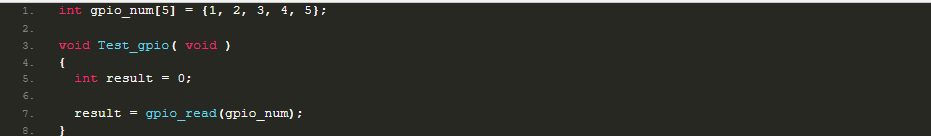 1. int gpio_num[5] = {1, 2, 3, 4, 5};
2.
3. void Test_gpio( void )
4. {
5. int result = 0;
6.
7. result = gpio_read(gpio_num);
8. }